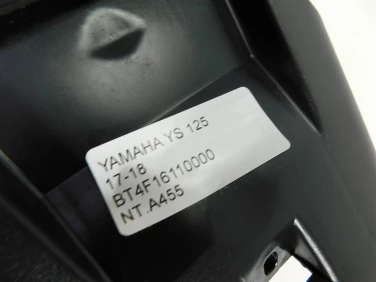 YAMAHA YS 125
17-18
BT4F16110000
NT.A455